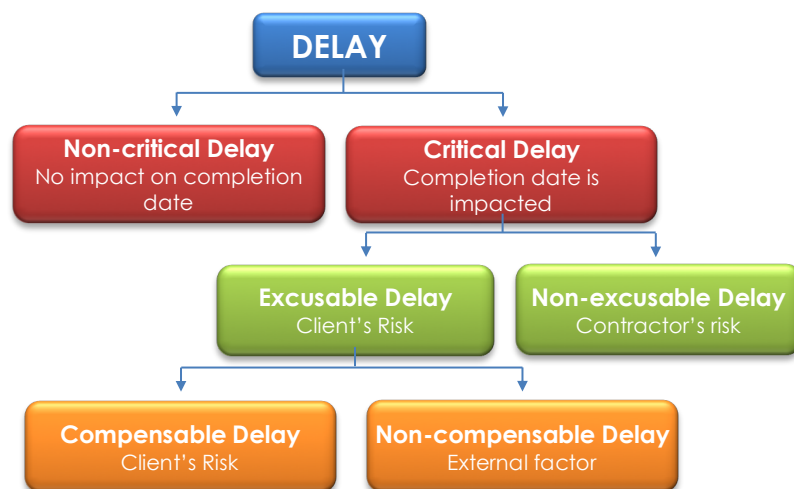 DELAY
Non-critical Delay
No impact on completion
date
Critical Delay
Completion date is
impacted
Excusable Delay
Client’s Risk
Non-excusable Delay
Contractor’s risk
Compensable Delay
Client’s Risk
Non-compensable Delay
External factor